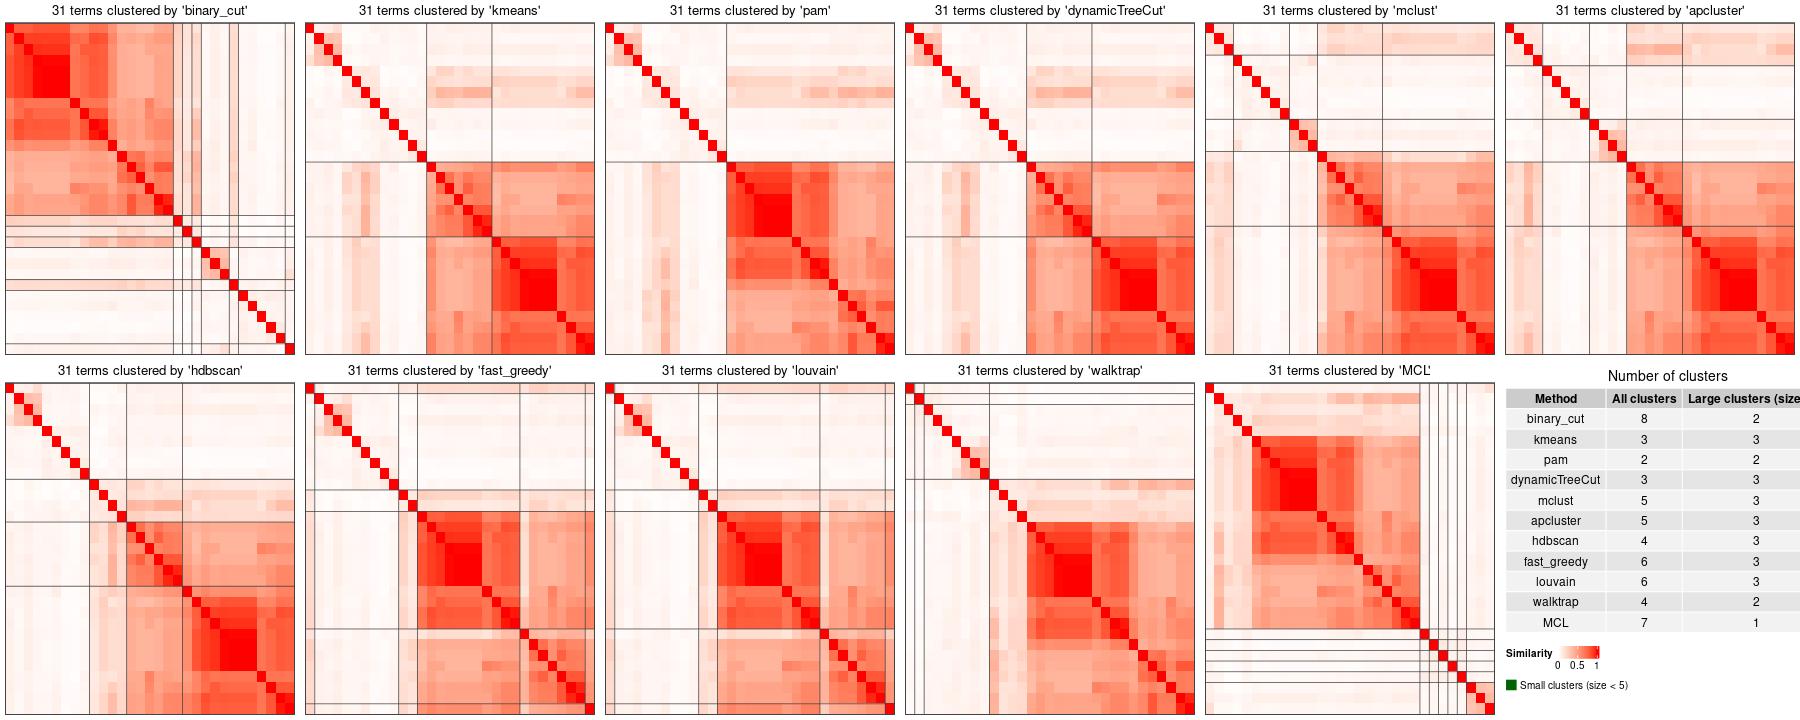 31 terms clustered by 'binary_cut'
31 terms clustered by 'kmeans'
31 terms clustered by 'pam'
31 terms clustered by 'dynamicTreeCut'
31 terms clustered by 'mclust'
31 terms clustered by 'apcluster'
31 terms clustered by 'hdbscan'
31 terms clustered by 'fast_greedy'
31 terms clustered by 'louvain'
31 terms clustered by 'walktrap'
31 terms clustered by 'MCL'
Number of clusters
Method All clusters Large clusters (size
binary_cut 8 2
kmeans 3 3
pam 2 2
dynamicTreeCut 3 3
mclust 5 3
apcluster 5 3
hdbscan 4 3
fast_greedy 6 3
louvain 6 3
walktrap 4 2
MCL 7 1
Similarity
0 0.5 1
Small clusters (size < 5)